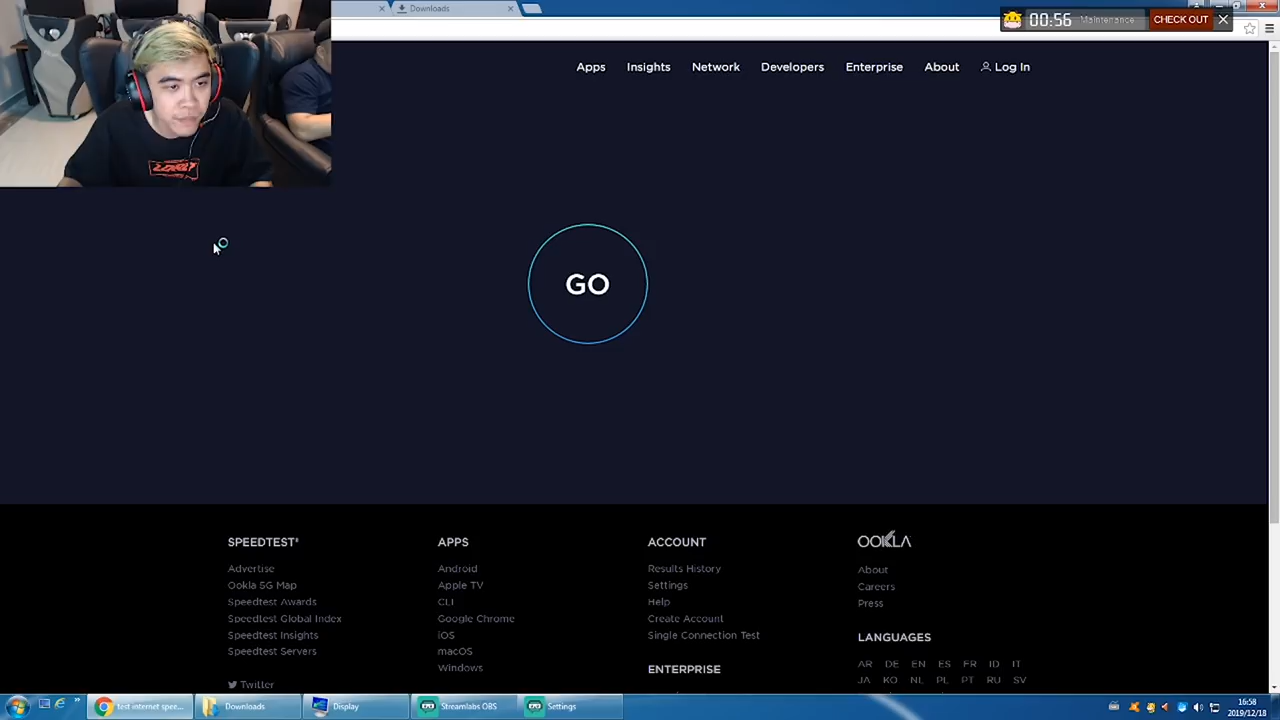 Downloads
00:56 Maintenance CHECK OUT
Apps Insights Network Developers Enterprise About Log In
GO
SPEEDTEST®
Advertise
Ookla 5G Map
Speedtest Awards
Speedtest Global Index
Speedtest Insights
Speedtest Servers
Twitter
APPS
Android
Apple TV
CLI
Google Chrome
iOS
macOS
Windows
ACCOUNT
Results History
Settings
Help
Create Account
Single Connection Test
ENTERPRISE
OOKLA
About
Careers
Press
LANGUAGES
AR DE EN ES FR ID IT
JA KO NL PL PT RU SV
test internet spee...
Downloads
Display
Streamlabs OBS
Settings
16:58
2019/12/18